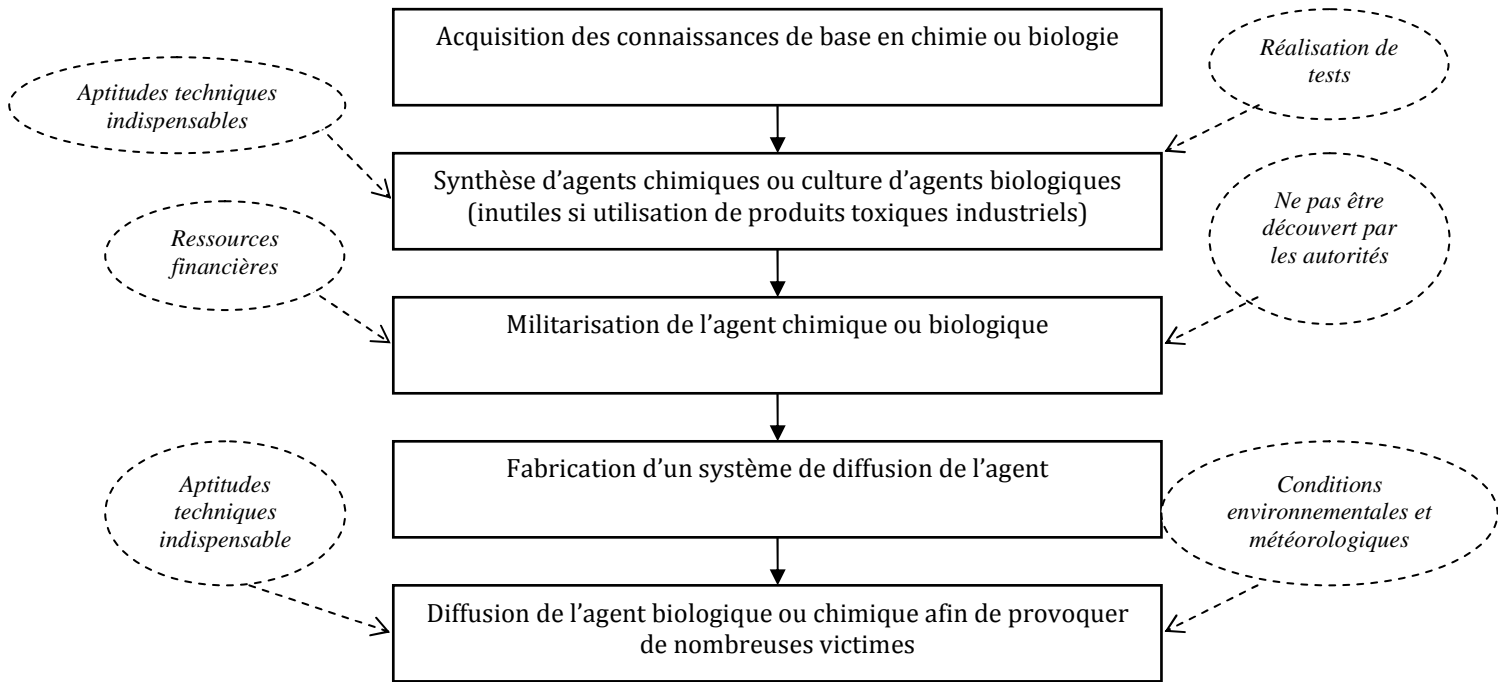 Acquisition des connaissances de base en chimie ou biologie
Réalisation de
tests
Aptitudes techniques
indispensables
Synthèse d’agents chimiques ou culture d’agents biologiques
(inutiles si utilisation de produits toxiques industriels)
Ne pas être
découvert par
les autorités
Ressources
financières
Militarisation de l’agent chimique ou biologique
Fabrication d’un système de diffusion de l’agent
Aptitudes
techniques
indispensable
Conditions
environnementales et
météorologiques
Diffusion de l’agent biologique ou chimique afin de provoquer
de nombreuses victimes